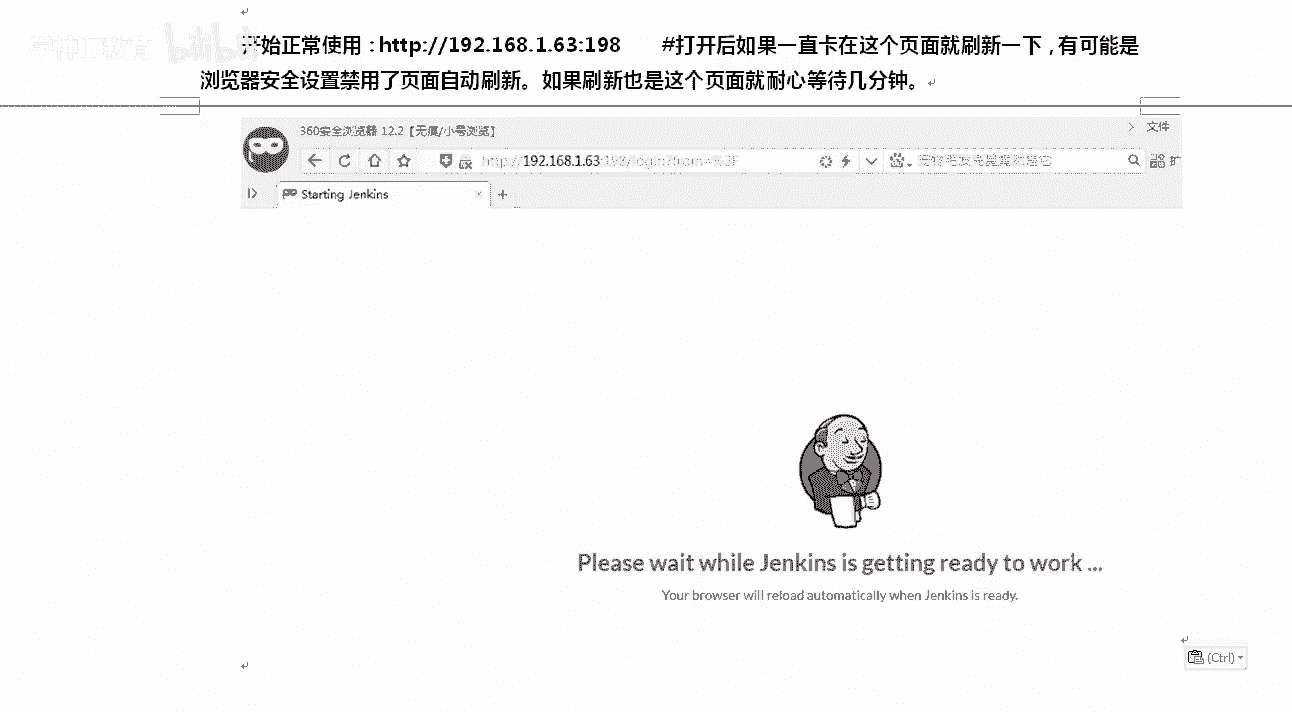 开始正常使用：http://192.168.1.63:198 #打开后如果一直卡在这个页面就刷新一下，有可能是
浏览器安全设置禁用了页面自动刷新。如果刷新也是这个页面就耐心等待几分钟。
360安全浏览器 12.2【无痕/小号浏览】
文件
http://192.168.1.63:198/login?from=%2F
扩
Starting Jenkins
Please wait while Jenkins is getting ready to work ...
Your browser will reload automatically when Jenkins is ready.
(Ctrl)